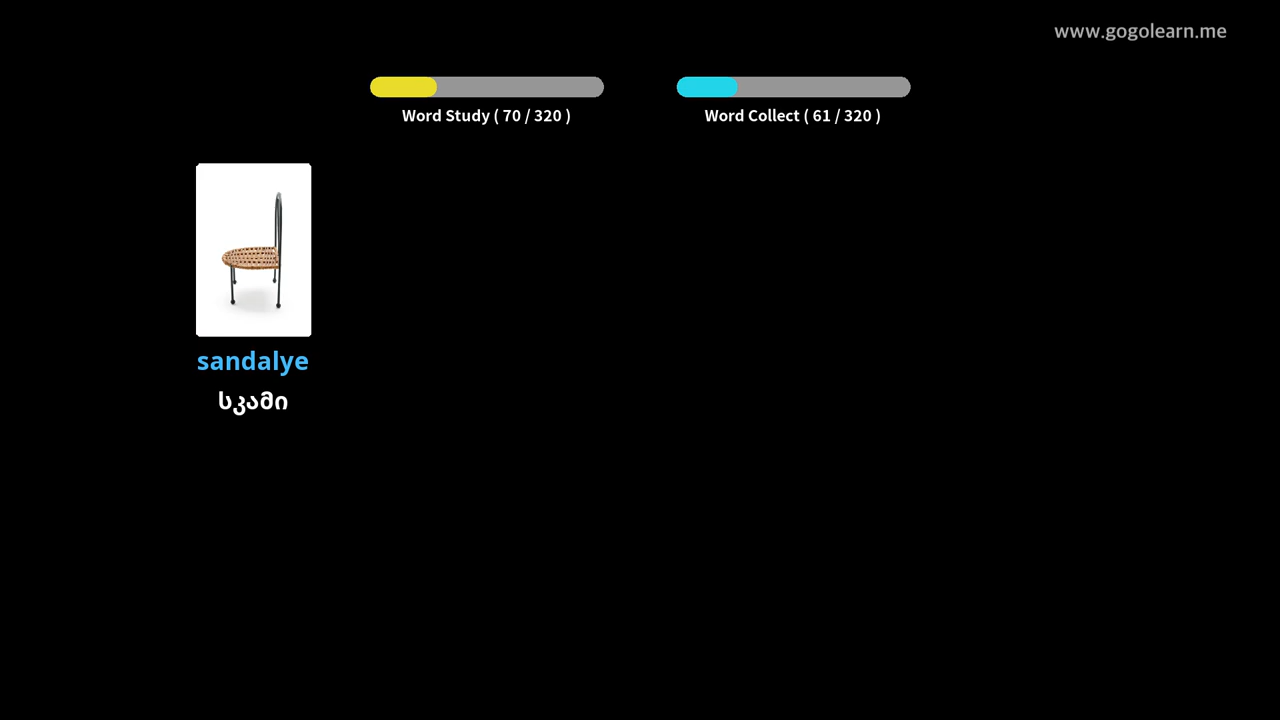 www.gogolearn.me
Word Study ( 70 / 320 )
Word Collect ( 61 / 320 )
sandalye
სკამი